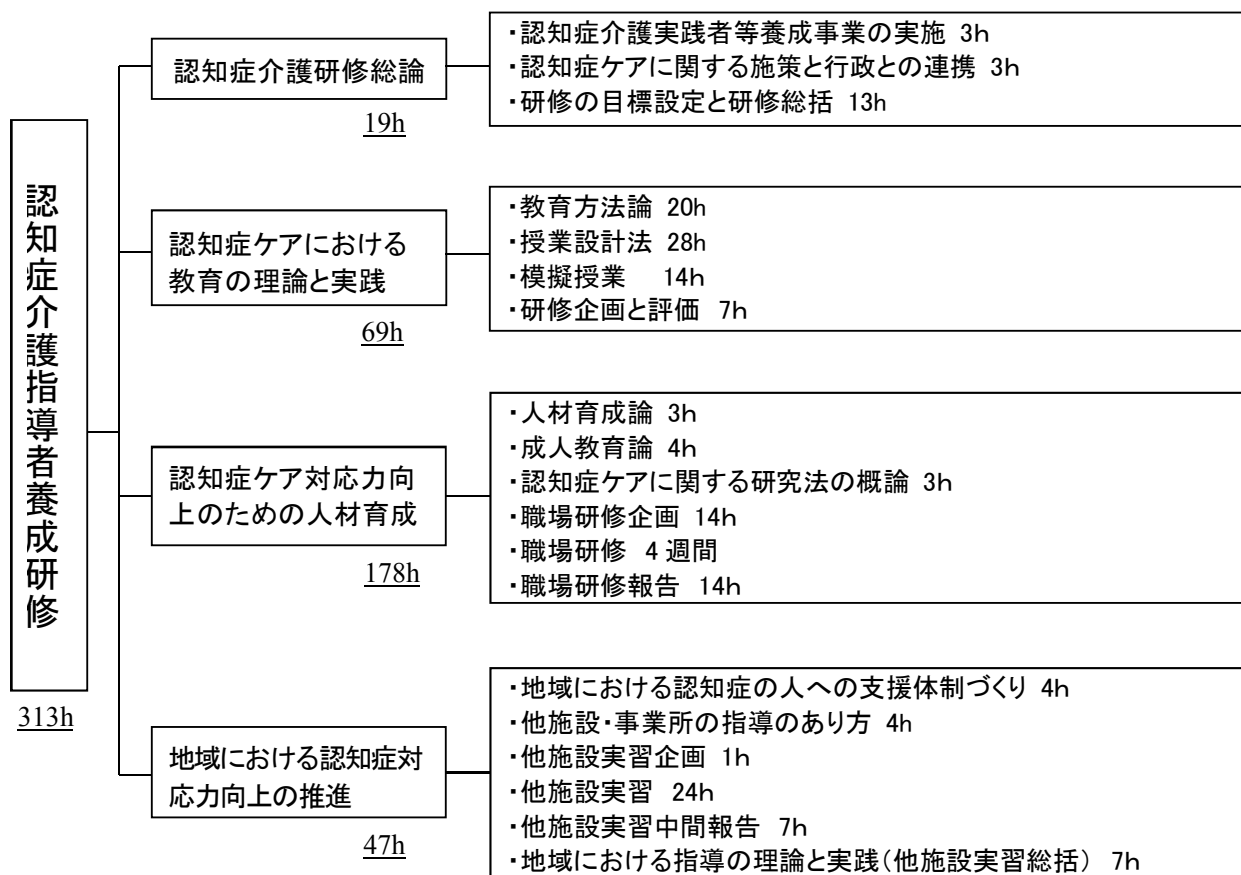 認知症介護指導者養成研修
313h
認知症介護研修総論
19h
・認知症介護実践者等養成事業の実施 3h
・認知症ケアに関する施策と行政との連携 3h
・研修の目標設定と研修総括 13h
認知症ケアにおける
教育の理論と実践
69h
・教育方法論 20h
・授業設計法 28h
・模擬授業 14h
・研修企画と評価 7h
認知症ケア対応力向
上のための人材育成
178h
・人材育成論 3h
・成人教育論 4h
・認知症ケアに関する研究法の概論 3h
・職場研修企画 14h
・職場研修 4週間
・職場研修報告 14h
地域における認知症対
応力向上の推進
47h
・地域における認知症の人への支援体制づくり 4h
・他施設・事業所の指導のあり方 4h
・他施設実習企画 1h
・他施設実習 24h
・他施設実習中間報告 7h
・地域における指導の理論と実践(他施設実習総括) 7h